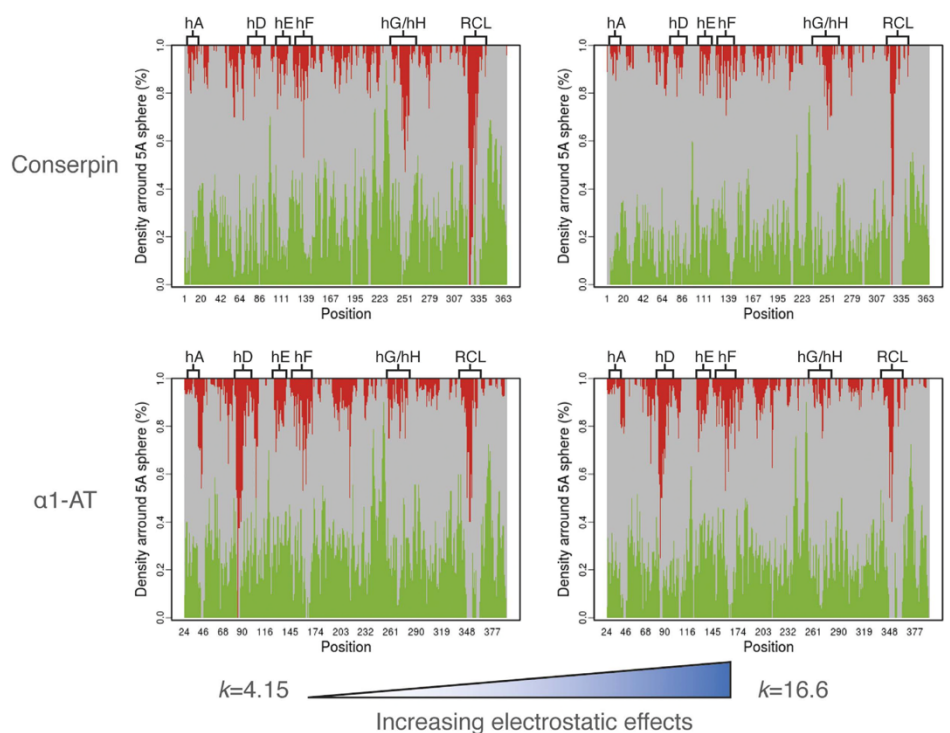 hA hD hE hF hG/hH RCL
hA hD hE hF hG/hH RCL
Conserpin
Density arround 5A sphere (%)
1.0
0.8
0.6
0.4
0.2
0.0
1 20 42 64 86 111 139 167 195 223 251 279 307 335 363
Position
Density arround 5A sphere (%)
1.0
0.8
0.6
0.4
0.2
0.0
1 20 42 64 86 111 139 167 195 223 251 279 307 335 363
Position
hA hD hE hF hG/hH RCL
hA hD hE hF hG/hH RCL
α1-AT
Density arround 5A sphere (%)
1.0
0.8
0.6
0.4
0.2
0.0
24 46 68 90 116 145 174 203 232 261 290 319 348 377
Position
Density arround 5A sphere (%)
1.0
0.8
0.6
0.4
0.2
0.0
24 46 68 90 116 145 174 203 232 261 290 319 348 377
Position
k=4.15
k=16.6
Increasing electrostatic effects